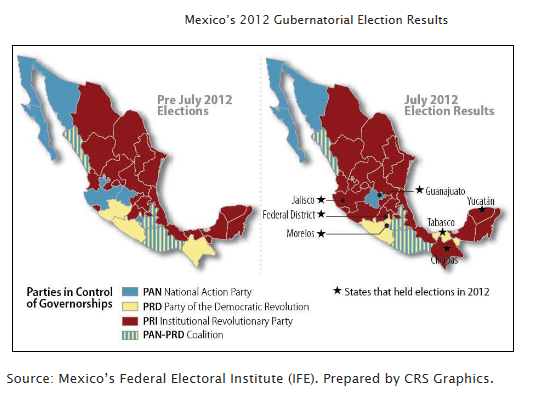 Mexico's 2012 Gubernatorial Election Results
Pre July 2012
Elections
July 2012
Election Results
Guanajuato
Yucatán
Jalisco
Federal District
Tabasco
Morelos
Chiapas
Parties in Control
of Governorships
PAN National Action Party
PRD Party of the Democratic Revolution
PRI Institutional Revolutionary Party
PAN-PRD Coalition
★ States that held elections in 2012
Source: Mexico's Federal Electoral Institute (IFE). Prepared by CRS Graphics.